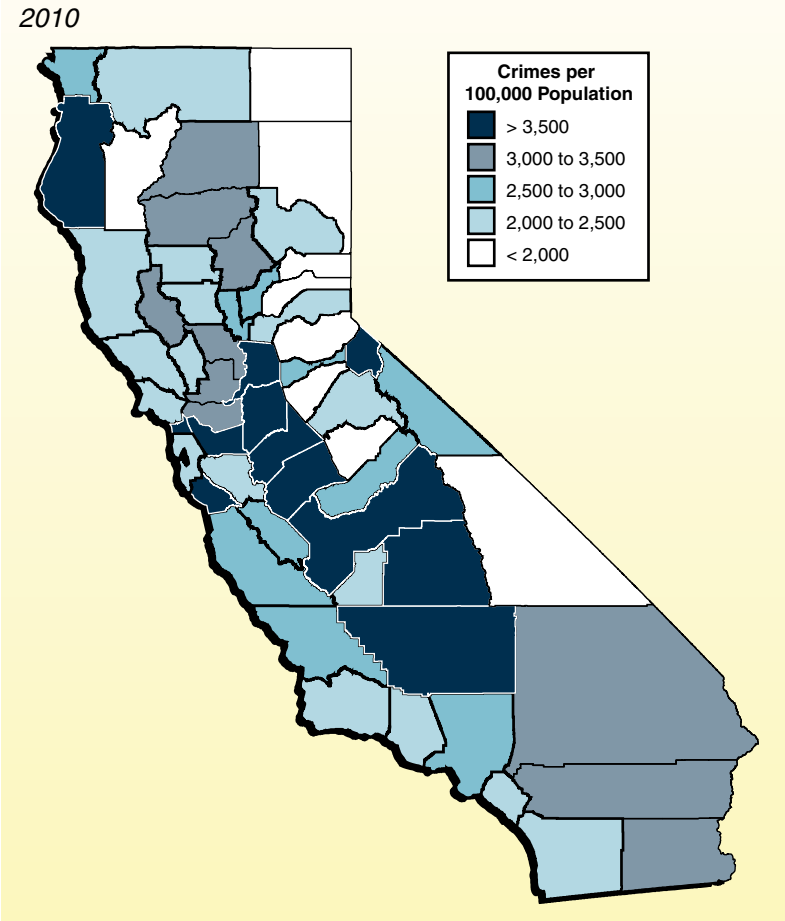 2010
Crimes per
100,000 Population
> 3,500
3,000 to 3,500
2,500 to 3,000
2,000 to 2,500
< 2,000